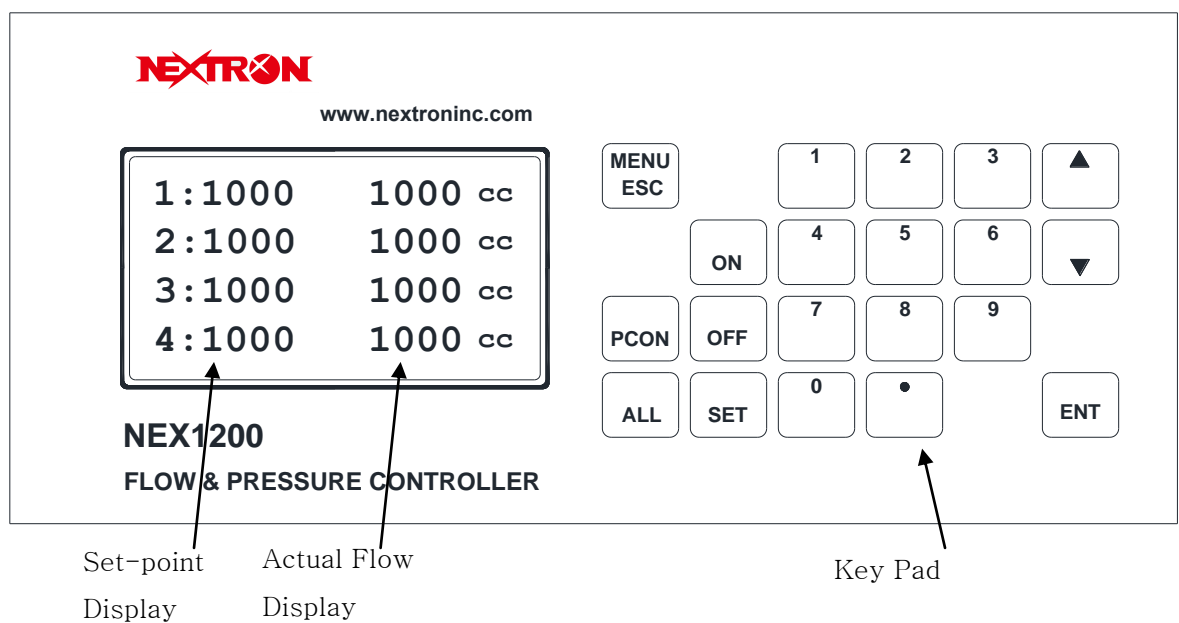 NEXTRON
www.nextroninc.com
1:1000 1000 cc
2:1000 1000 cc
3:1000 1000 cc
4:1000 1000 cc
NEX1200
FLOW & PRESSURE CONTROLLER
MENU
ESC
1 2 3 ▲
ON 4 5 6 ▼
PCON OFF 7 8 9
ALL SET 0 • ENT
Set-point
Display
Actual Flow
Display
Key Pad